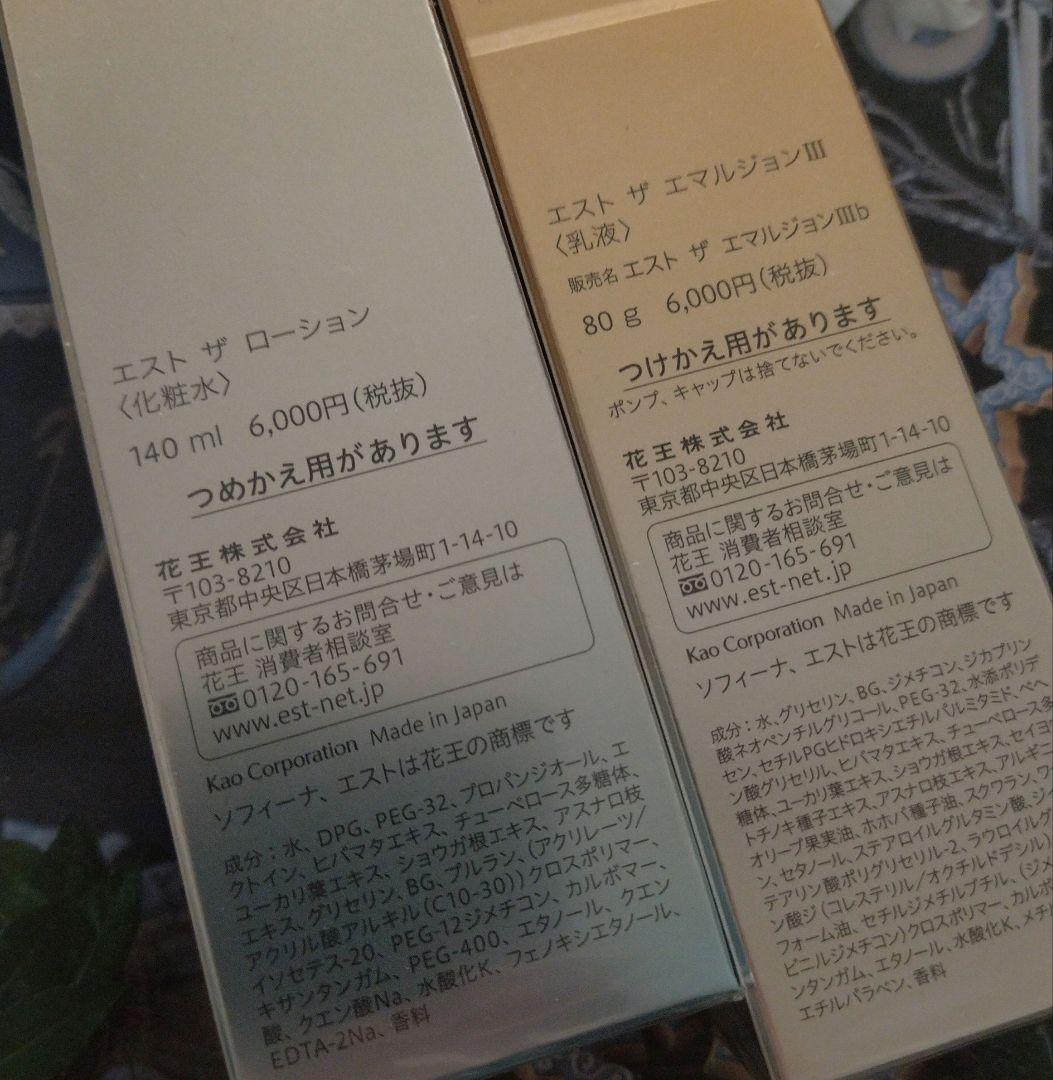 エスト ザ ローション
〈化粧水〉
140 ml 6,000円(税抜)
つめかえ用があります
花王株式会社
〒103-8210
東京都中央区日本橋茅場町1-14-10
商品に関するお問合せ・ご意見は
花王 消費者相談室
0120-165-691
www.est-net.jp
Kao Corporation Made in Japan
ソフィーナ、エストは花王の商標です
成分:水、DPG、PEG-32、プロパンジオール、エ
クトイン、ヒバマタエキス、チューベロース多糖体、
ユーカリ葉エキス、ショウガ根エキス、アスナロ枝
エキス、グリセリン、BG、プルラン、(アクリレーツ/
アクリル酸アルキル(C10-30))クロスポリマー、
イソセテス-20、PEG-12ジメチコン、カルボマー、
キサンタンガム、PEG-400、エタノール、クエン
酸、クエン酸Na、水酸化K、フェノキシエタノール、
EDTA-2Na、香料
エスト ザ エマルジョンⅢ
〈乳液〉
販売名 エスト ザ エマルジョンⅢb
80 g 6,000円(税抜)
つけかえ用があります
ポンプ、キャップは捨てないでください。
花王株式会社
〒103-8210
東京都中央区日本橋茅場町1-14-10
商品に関するお問合せ・ご意見は
花王 消費者相談室
0120-165-691
www.est-net.jp
Kao Corporation Made in Japan
ソフィーナ、エストは花王の商標です
成分:水、グリセリン、BG、ジメチコン、ジカプリン
酸ネオペンチルグリコール、PEG-32、水添ポリデ
セン、セチルPGヒドロキシエチルパルミタミド、ベヘ
ン酸グリセリル、ヒバマタエキス、チューベロース多
糖体、ユーカリ葉エキス、ショウガ根エキス、セイヨ
トチノキ種子エキス、アスナロ枝エキス、アルギニ
オリーブ果実油、ホホバ種子油、スクワラン、ワ
ン、セタノール、ステアロイルグルタミン酸、ジイ
テアリン酸ポリグリセリル-2、ラウロイルグ
ン酸ジ(コレステリル/オクチルドデシル)
フォーム油、セチルジメチルブチル、(ジメ
ビニルジメチコン)クロスポリマー、カルボ
ンタンガム、エタノール、水酸化K、メチ
エチルパラベン、香料